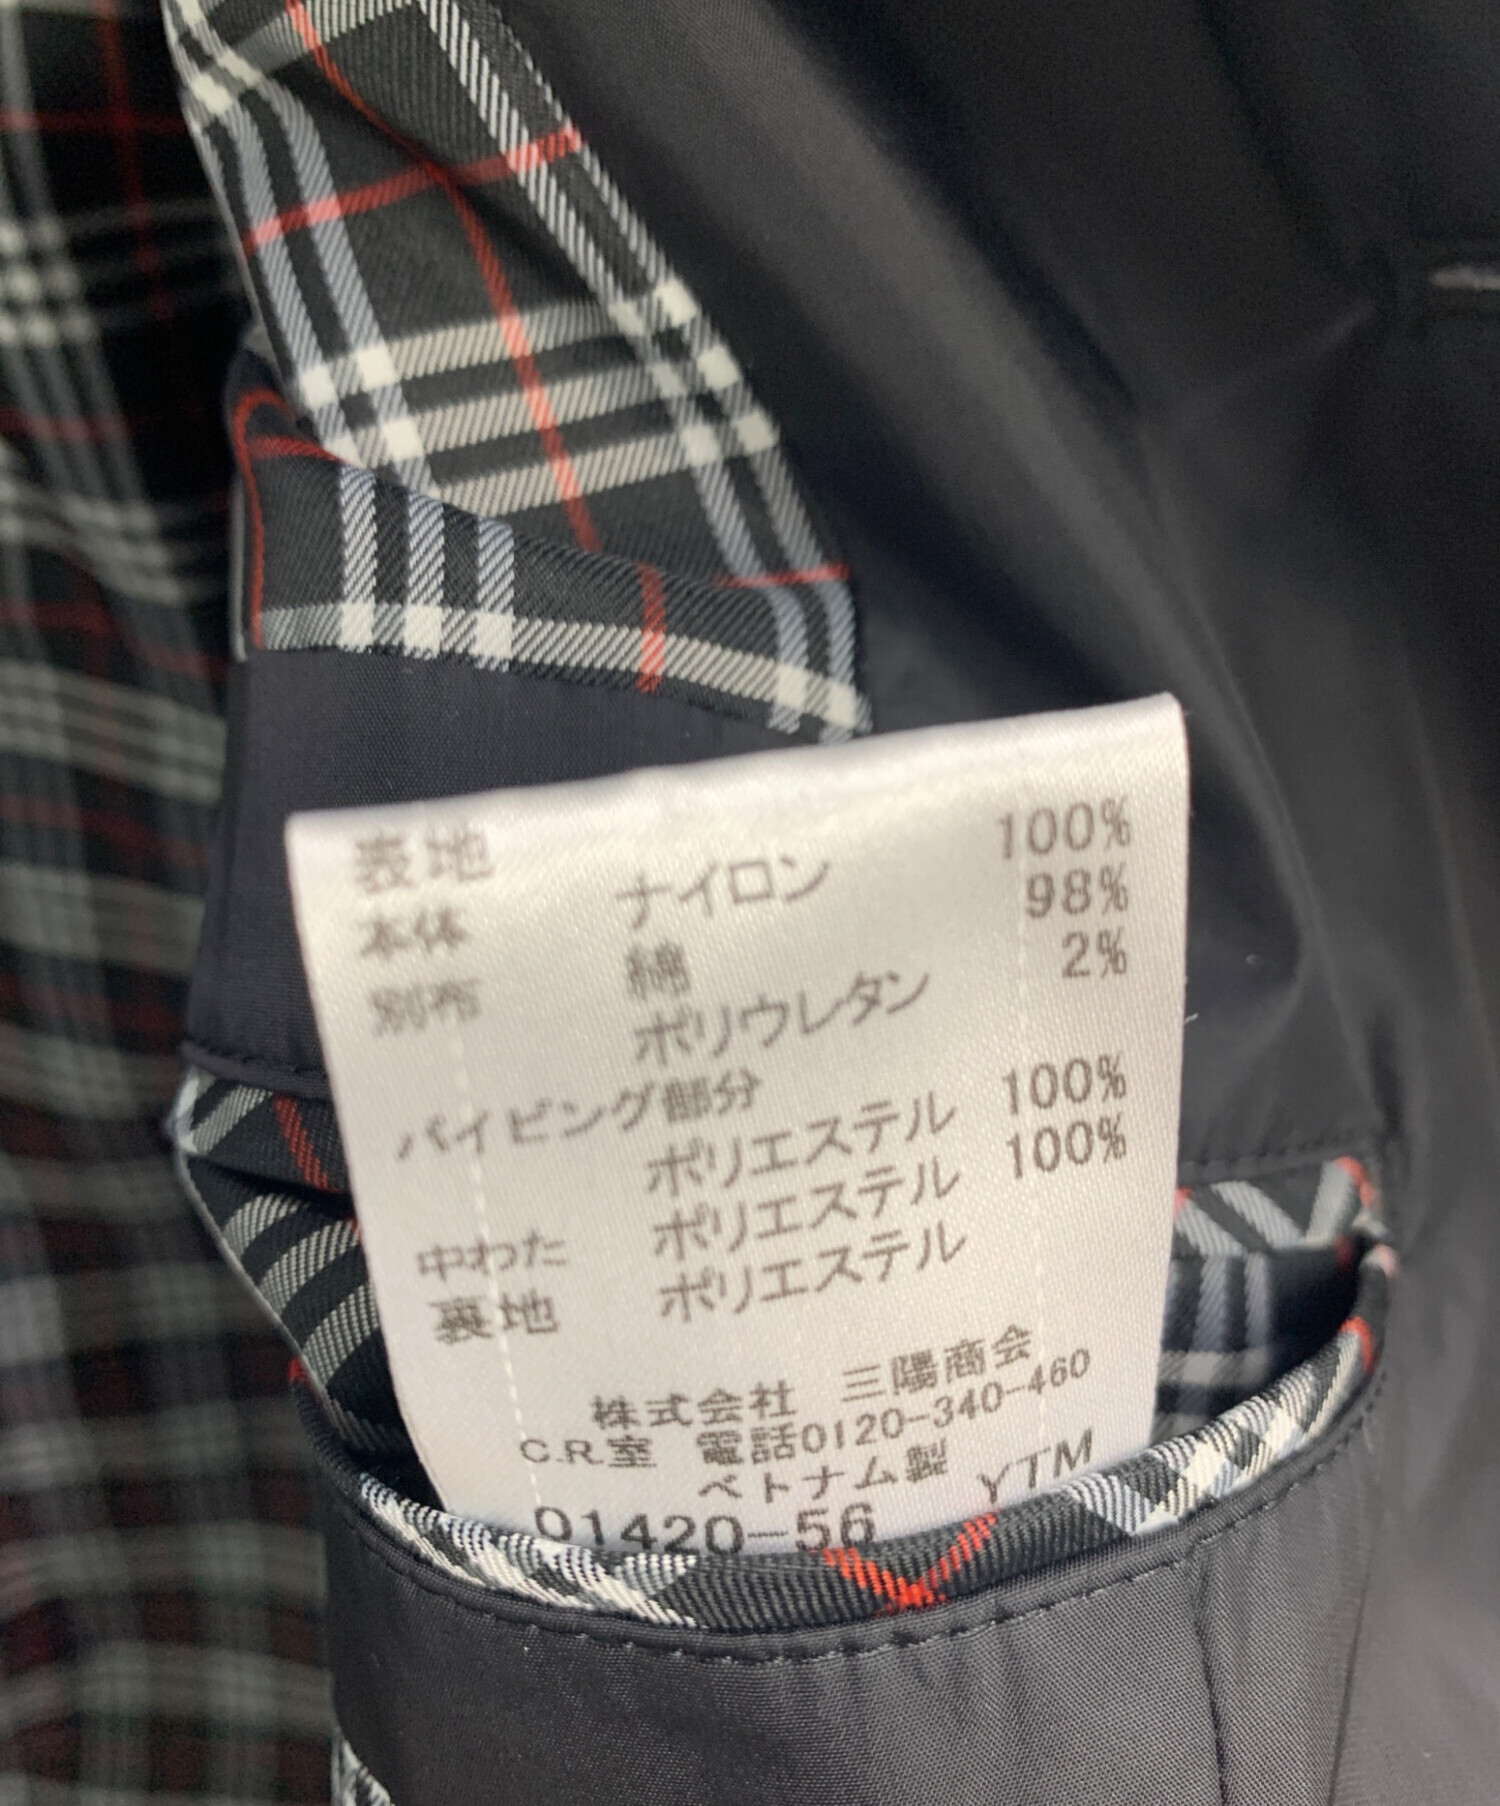 表地
本体 ナイロン 100%
別布 綿 98%
ポリウレタン 2%
パイピング部分
ポリエステル 100%
中わた ポリエステル 100%
裏地 ポリエステル
株式会社 三陽商会
C.R.室 電話0120-340-460
ベトナム製 YTM
01420-56